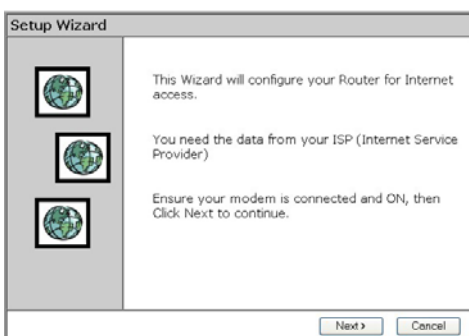 Setup Wizard
This Wizard will configure your Router for Internet
access.
You need the data from your ISP (Internet Service
Provider)
Ensure your modem is connected and ON, then
Click Next to continue.
Next >
Cancel